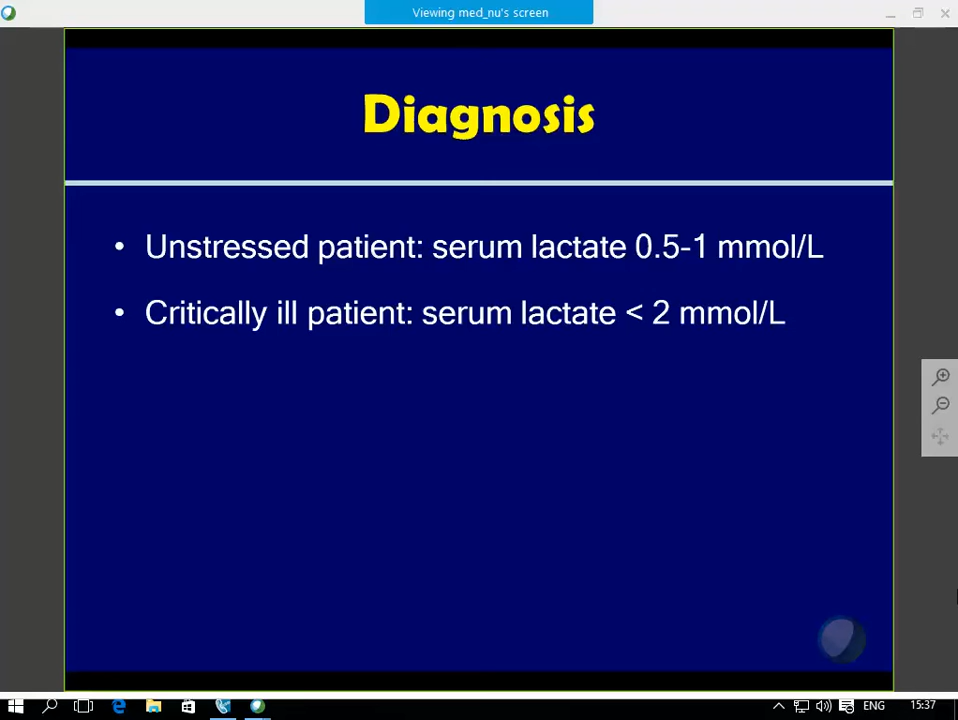 Viewing med_nu's screen
Diagnosis
• Unstressed patient: serum lactate 0.5-1 mmol/L
• Critically ill patient: serum lactate < 2 mmol/L
ENG
15:37